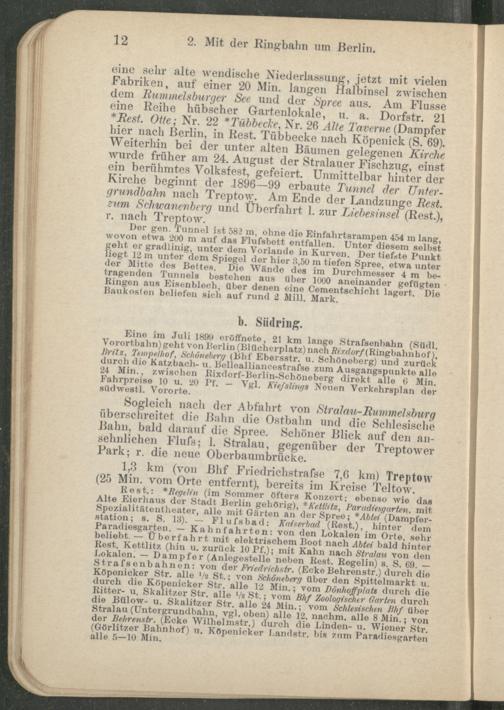 12 2. Mit der Ringbahn um Berlin.
eine sehr alte wendische Niederlassung, jetzt mit vielen
Fabriken, auf einer 20 Min. langen Halbinsel zwischen
dem Rummelsburger See und der Spree aus. Am Flusse
eine Reihe hübscher Gartenlokale, u. a. Dorfstr. 21
*Rest. Otte; Nr. 22 *Tübbecke, Nr. 26 Alte Taverne (Dampfer
hier nach Berlin, in Rest. Tübbecke nach Köpenick (S. 69).
Weiterhin bei der unter alten Bäumen gelegenen Kirche
wurde früher am 24. August der Stralauer Fischzug, einst
ein berühmtes Volksfest, gefeiert. Unmittelbar hinter der
Kirche beginnt der 1896—99 erbaute Tunnel der Unter-
grundbahn nach Treptow. Am Ende der Landzunge Rest.
zum Schwanenberg und Überfahrt l. zur Liebesinsel (Rest.),
r. nach Treptow.
Der gen. Tunnel ist 582 m, ohne die Einfahrtsrampen 454 m lang,
wovon etwa 200 m auf das Flufsbett entfallen. Unter diesem selbst
geht er gradlinig, unter dem Vorlande in Kurven. Der tiefste Punkt
liegt 12 m unter dem Spiegel der hier 3,50 m tiefen Spree, etwa unter
der Mitte des Bettes. Die Wände des im Durchmesser 4 m be-
tragenden Tunnels bestehen aus über 1000 aneinander gefügten
Ringen aus Eisenblech, über denen eine Cementschicht lagert. Die
Baukosten beliefen sich auf rund 2 Mill. Mark.
b. Südring.
Eine im Juli 1899 eröffnete, 21 km lange Strafsenbahn (Südl.
Vorortbahn) geht von Berlin (Blücherplatz) nach Rixdorf (Ringbahnhof),
Britz, Tempelhof, Schöneberg (Bhf Ebersstr. u. Schöneberg) und zurück
durch die Katzbach- u. Bellealliancestrafse zum Ausgangspunkte alle
24 Min., zwischen Rixdorf-Berlin-Schöneberg direkt alle 6 Min.
Fahrpreise 10 u. 20 Pf. — Vgl. Kiefslings Neuen Verkehrsplan der
südwestl. Vororte.
Sogleich nach der Abfahrt von Stralau-Rummelsburg
überschreitet die Bahn die Ostbahn und die Schlesische
Bahn, bald darauf die Spree. Schöner Blick auf den an-
sehnlichen Flufs; l. Stralau, gegenüber der Treptower
Park; r. die neue Oberbaumbrücke.
1,3 km (von Bhf Friedrichstrafse 7,6 km) Treptow
(25 Min. vom Orte entfernt), bereits im Kreise Teltow.
Rest.: *Regelin (im Sommer öfters Konzert; ebenso wie das
Alte Eierhaus der Stadt Berlin gehörig), *Kettlitz, Paradiesgarten, mit
Spezialitätentheater, alle mit Gärten an der Spree; *Abtei (Dampfer-
station; s. S. 13). — Flufsbad: Kaiserbad (Rest.), hinter dem
Paradiesgarten. — Kahnfahrten: von den Lokalen im Orte, sehr
beliebt. — Überfahrt mit elektrischem Boot nach Abtei bald hinter
Rest. Kettlitz (hin u. zurück 10 Pf.); mit Kahn nach Stralau von den
Lokalen. — Dampfer (Anlegestelle neben Rest. Regelin) s. S. 69. —
Strafsenbahnen: von der Friedrichstr. (Ecke Behrenstr.) durch die
Köpenicker Str. alle 1/2 St.; von Schöneberg über den Spittelmarkt u.
durch die Köpenicker Str. alle 12 Min.; vom Dönhoffplatz durch die
Ritter- u. Skalitzer Str. alle 1/2 St.; vom Bhf Zoologischer Garten durch
die Bülow- u. Skalitzer Str. alle 24 Min.; vom Schlesischen Bhf über
Stralau (Untergrundbahn, vgl. oben) alle 12, nachm. alle 8 Min.; von
der Behrenstr. (Ecke Wilhelmstr.) durch die Linden- u. Wiener Str.
(Görlitzer Bahnhof) u. Köpenicker Landstr. bis zum Paradiesgarten
alle 5—10 Min.